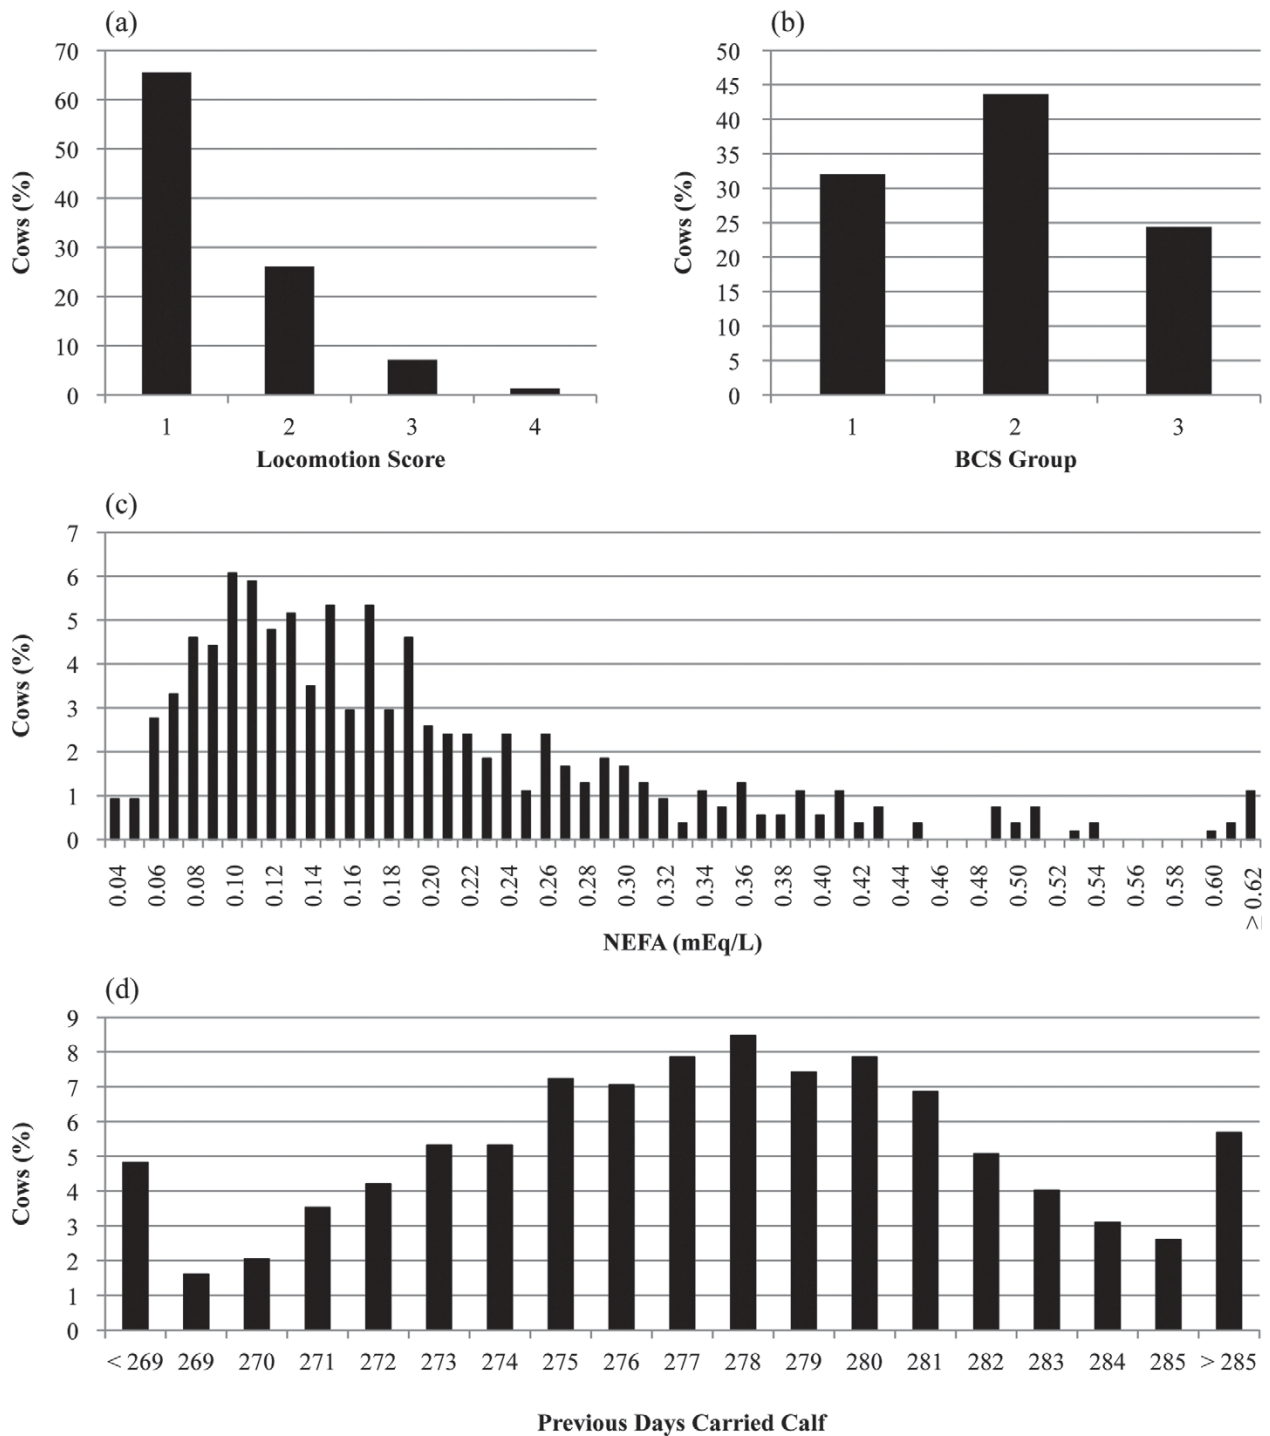 (a)
70
60
50
40
30
20
10
0
Cows (%)
1 2 3 4
Locomotion Score
(b)
50
45
40
35
30
25
20
15
10
5
0
Cows (%)
1 2 3
BCS Group
(c)
7
6
5
4
3
2
1
0
Cows (%)
0.04 0.06 0.08 0.10 0.12 0.14 0.16 0.18 0.20 0.22 0.24 0.26 0.28 0.30 0.32 0.34 0.36 0.38 0.40 0.42 0.44 0.46 0.48 0.50 0.52 0.54 0.56 0.58 0.60 0.62
NEFA (mEq/L)
(d)
9
8
7
6
5
4
3
2
1
0
Cows (%)
< 269 269 270 271 272 273 274 275 276 277 278 279 280 281 282 283 284 285 > 285
Previous Days Carried Calf